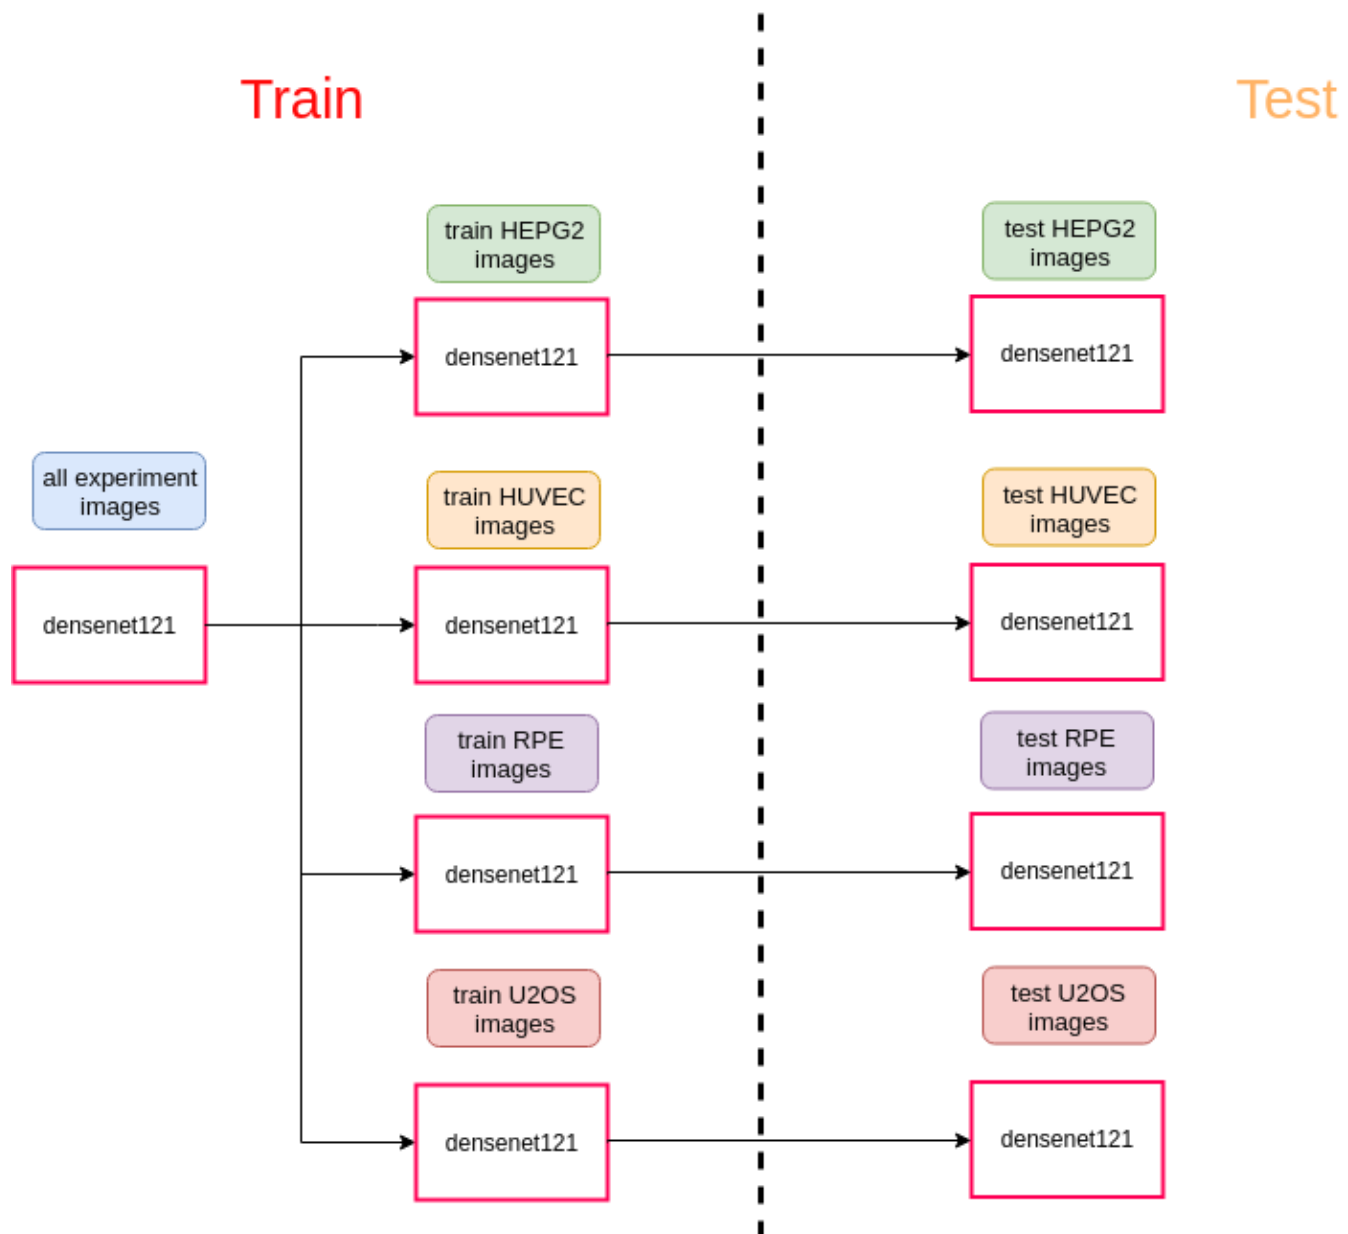 Train
Test
train HEPG2
images
test HEPG2
images
densenet121
densenet121
all experiment
images
train HUVEC
images
test HUVEC
images
densenet121
densenet121
densenet121
train RPE
images
test RPE
images
densenet121
densenet121
train U2OS
images
test U2OS
images
densenet121
densenet121